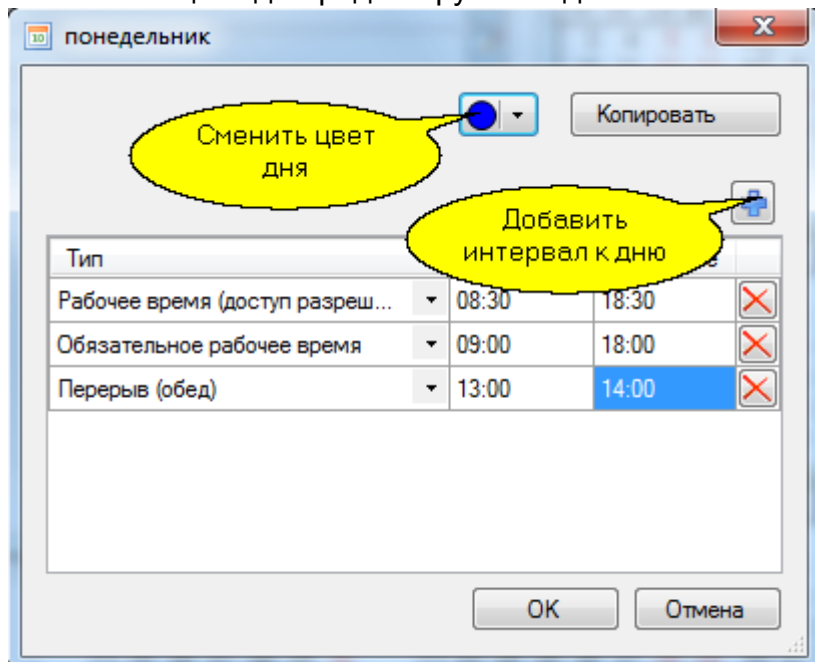 понедельник
Копировать
Сменить цвет
дня
Добавить
интервал к дню
Тип
Рабочее время (доступ разреш... 08:30 18:30
Обязательное рабочее время 09:00 18:00
Перерыв (обед) 13:00 14:00
OK Отмена